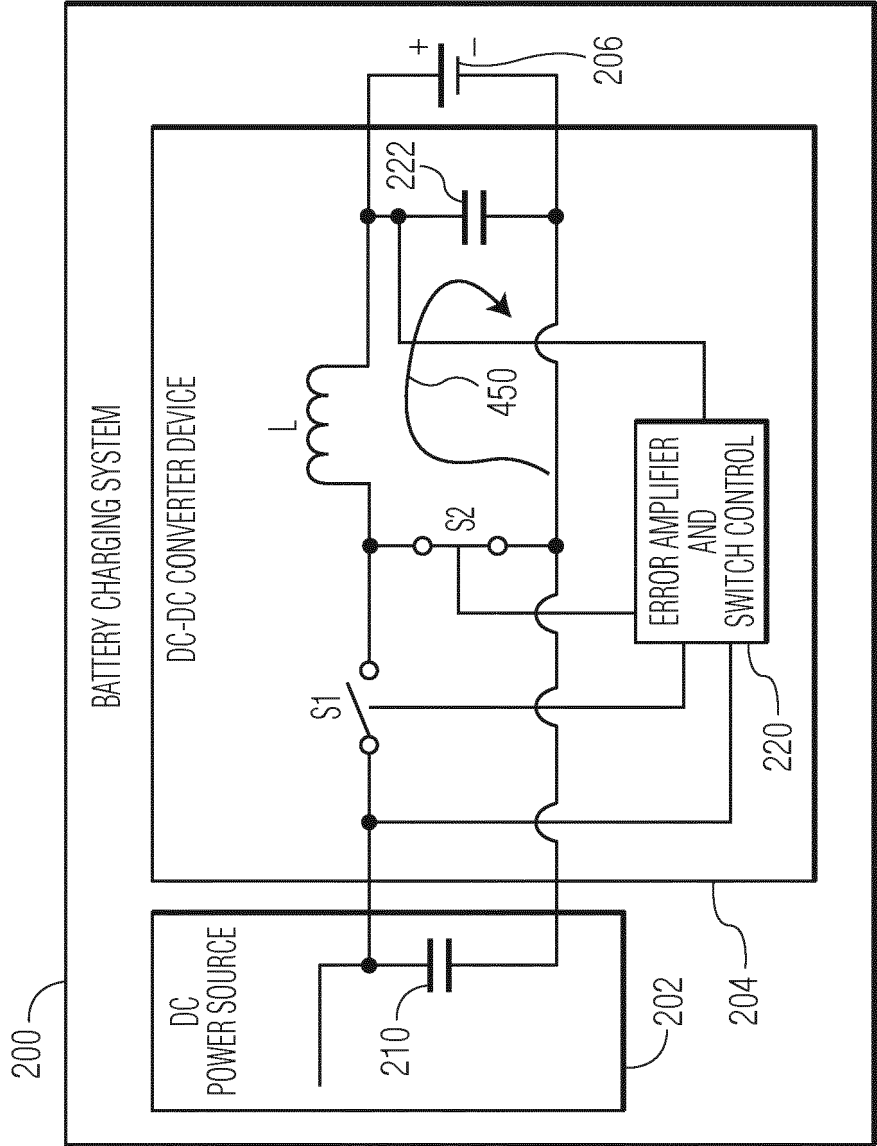 200
BATTERY CHARGING SYSTEM
DC
POWER SOURCE
210
202
DC-DC CONVERTER DEVICE
S1
L
S2
450
222
ERROR AMPLIFIER
AND
SWITCH CONTROL
220
204
+
−
206